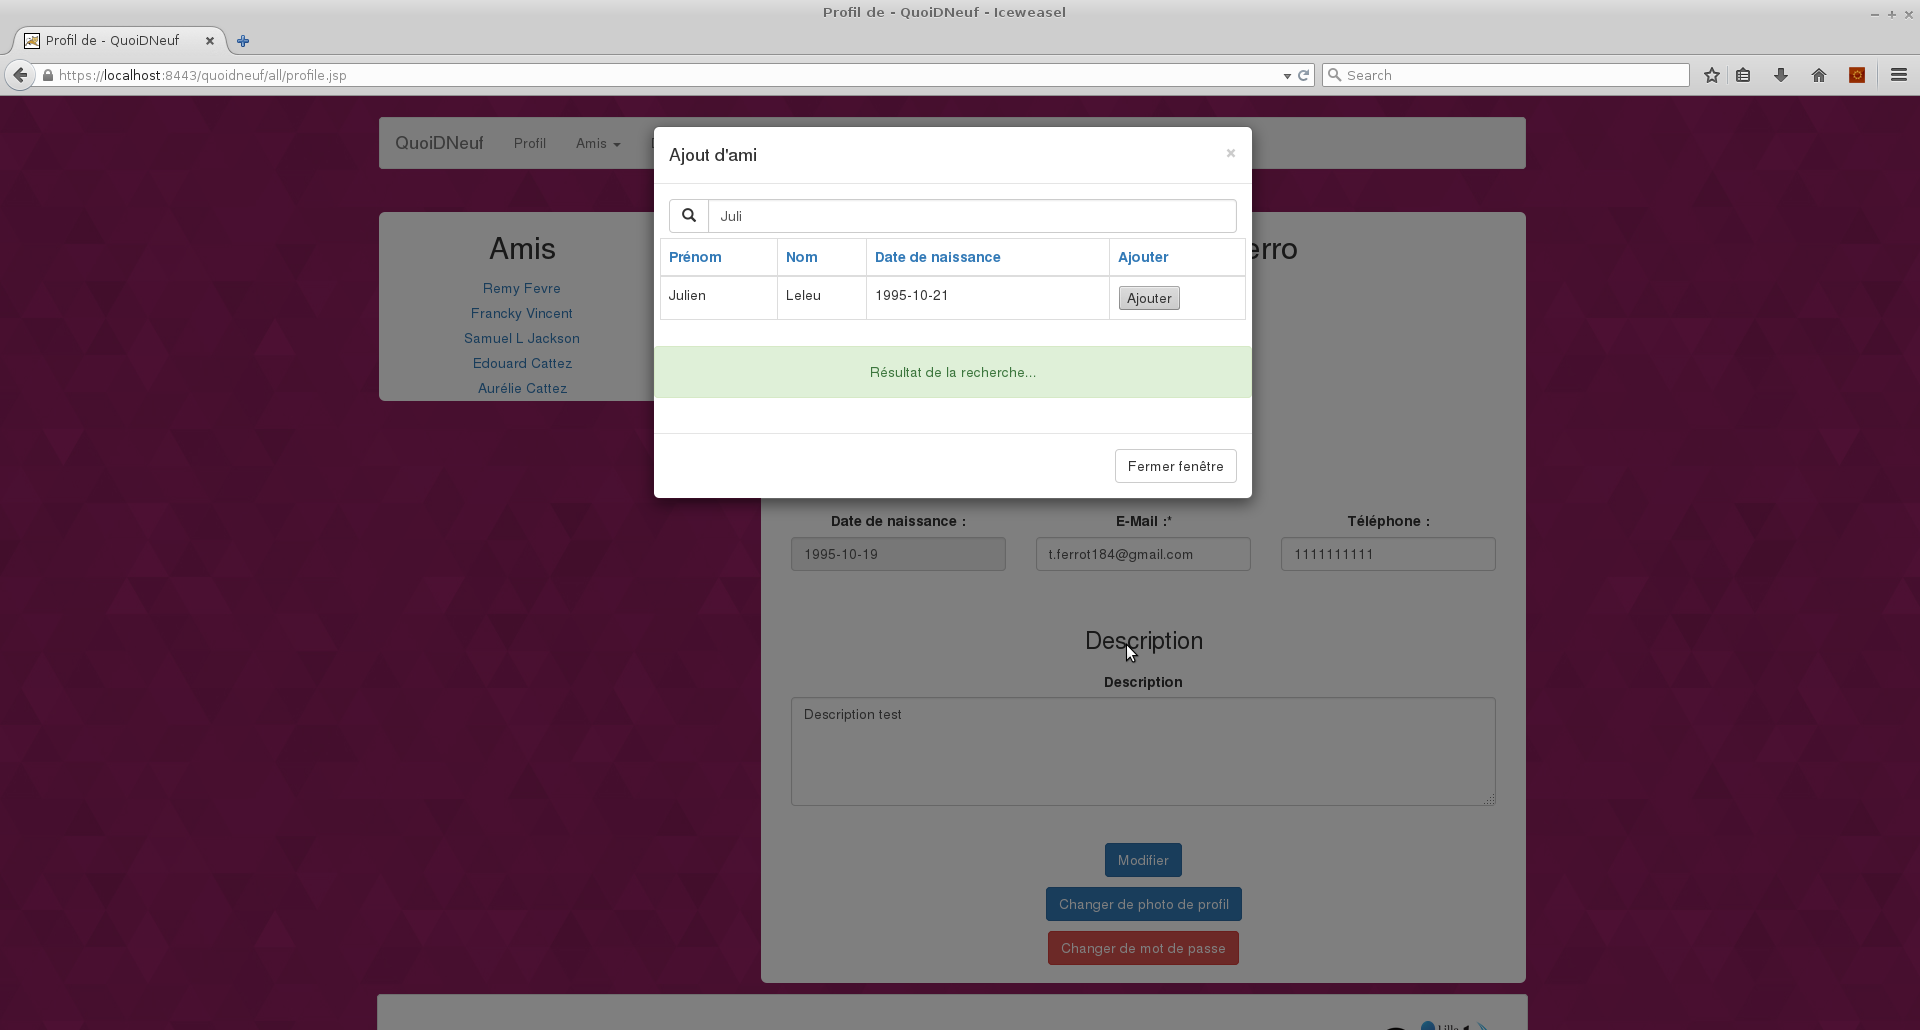 Profil de - QuoiDNeuf - Iceweasel
Profil de - QuoiDNeuf
https://localhost:8443/quoidneuf/all/profile.jsp
Search
QuoiDNeuf Profil Amis
Ajout d'ami
Juli
Prénom Nom Date de naissance Ajouter
Julien Leleu 1995-10-21 Ajouter
Résultat de la recherche...
Fermer fenêtre
Amis
Remy Fevre
Francky Vincent
Samuel L Jackson
Edouard Cattez
Aurélie Cattez
erro
Date de naissance : E-Mail :* Téléphone :
1995-10-19 t.ferrot184@gmail.com 1111111111
Description
Description
Description test
Modifier
Changer de photo de profil
Changer de mot de passe